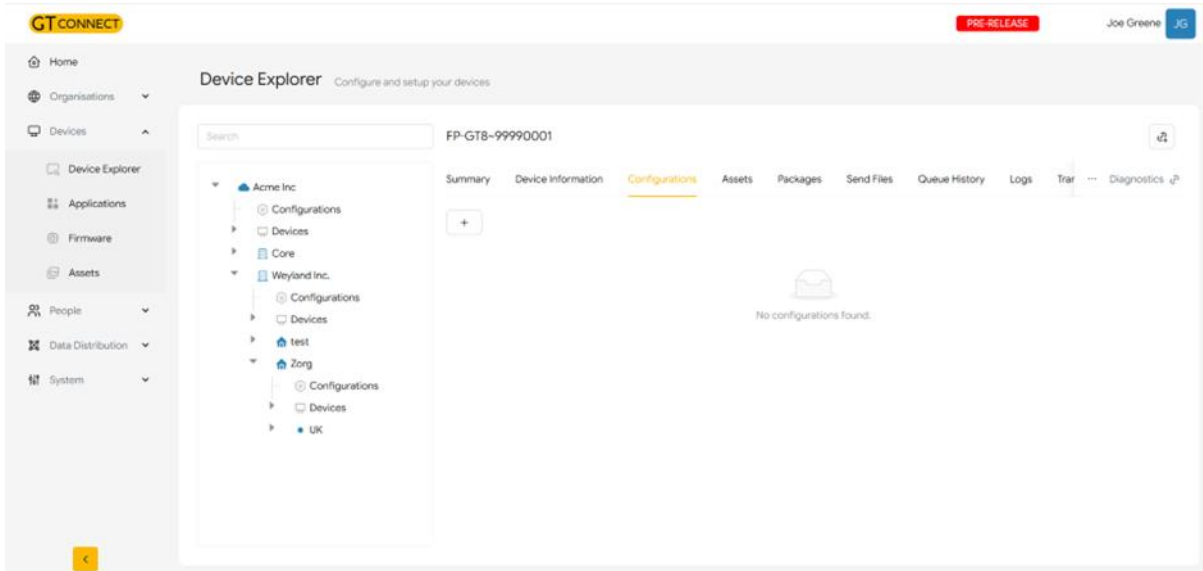 GT CONNECT
PRE-RELEASE
Joe Greene
JG
Home
Organisations
Devices
Device Explorer
Applications
Firmware
Assets
People
Data Distribution
System
Device Explorer Configure and setup your devices
Search
Acme Inc
Configurations
Devices
Core
Weyland Inc.
Configurations
Devices
test
Zorg
Configurations
Devices
UK
FP-GT8~99990001
Summary Device Information Configurations Assets Packages Send Files Queue History Logs Trar ··· Diagnostics
+
No configurations found.